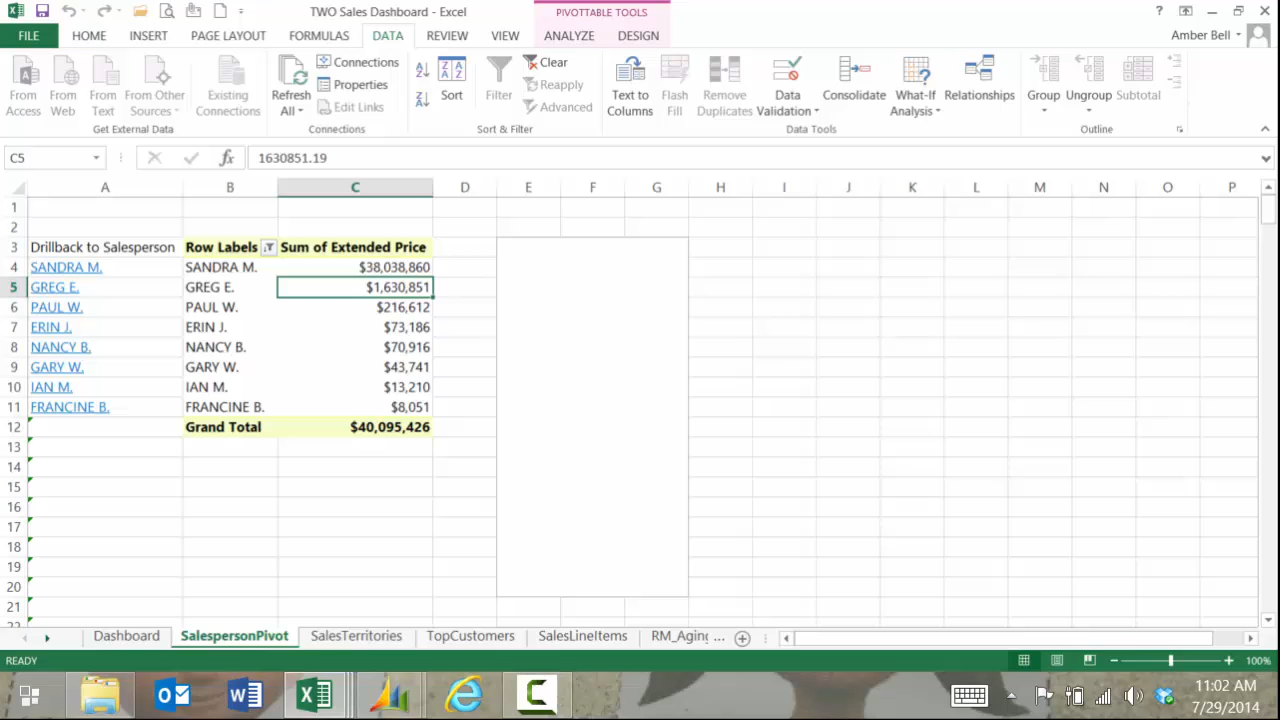 TWO Sales Dashboard - Excel
PIVOTTABLE TOOLS
?
FILE HOME INSERT PAGE LAYOUT FORMULAS DATA REVIEW VIEW ANALYZE DESIGN
Amber Bell
From Access
From Web
From Text
From Other Sources
Existing Connections
Get External Data
Refresh All
Connections
Properties
Edit Links
Connections
Sort
Filter
Clear
Reapply
Advanced
Sort & Filter
Text to Columns
Flash Fill
Remove Duplicates
Data Validation
Consolidate
What-If Analysis
Relationships
Data Tools
Group
Ungroup
Subtotal
Outline
C5 fx 1630851.19
A B C D E F G H I J K L M N O P
1
2
3 Drillback to Salesperson Row Labels Sum of Extended Price
4 SANDRA M. SANDRA M. $38,038,860
5 GREG E. GREG E. $1,630,851
6 PAUL W. PAUL W. $216,612
7 ERIN J. ERIN J. $73,186
8 NANCY B. NANCY B. $70,916
9 GARY W. GARY W. $43,741
10 IAN M. IAN M. $13,210
11 FRANCINE B. FRANCINE B. $8,051
12 Grand Total $40,095,426
13
14
15
16
17
18
19
20
21
Dashboard SalespersonPivot SalesTerritories TopCustomers SalesLineItems RM_Aging ...
READY
100%
11:02 AM
7/29/2014